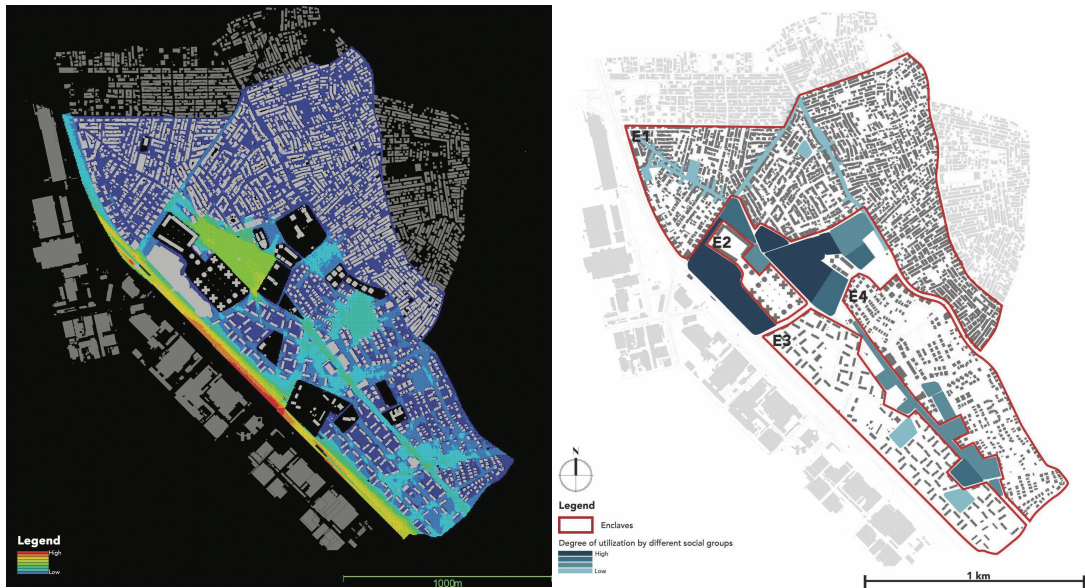 Legend
High
Low
1000m
E1
E2
E3
E4
N
Legend
Enclaves
Degree of utilization by different social groups
High
Low
1 km